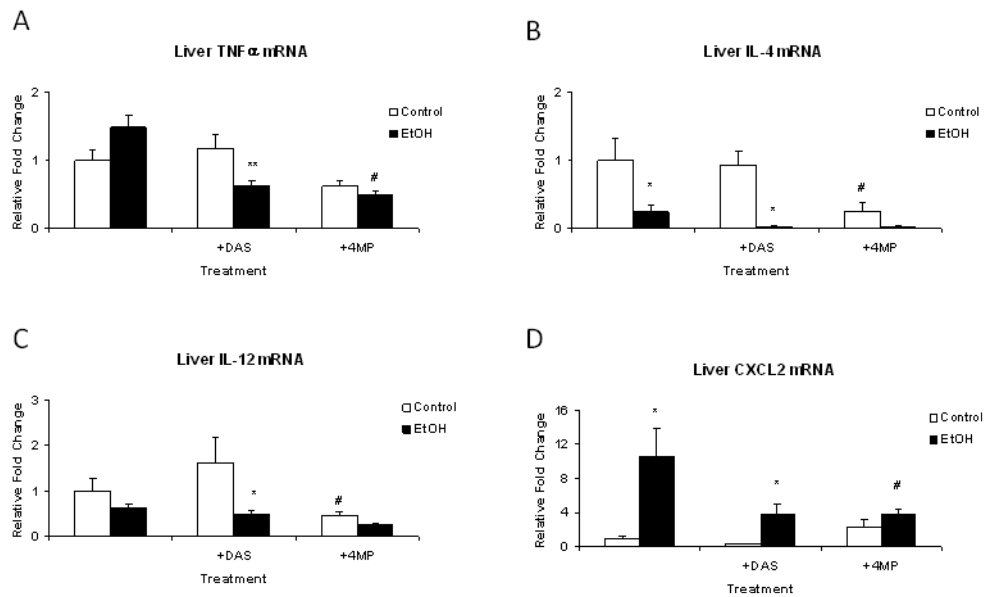 A
Liver TNFα mRNA
Relative Fold Change
2
1
0
**
#
Control
EtOH
+DAS
+4MP
Treatment
B
Liver IL-4 mRNA
Relative Fold Change
2
1
0
*
*
#
Control
EtOH
+DAS
+4MP
Treatment
C
Liver IL-12 mRNA
Relative Fold Change
3
2
1
0
*
#
Control
EtOH
+DAS
+4MP
Treatment
D
Liver CXCL2 mRNA
Relative Fold Change
16
12
8
4
0
*
*
#
Control
EtOH
+DAS
+4MP
Treatment